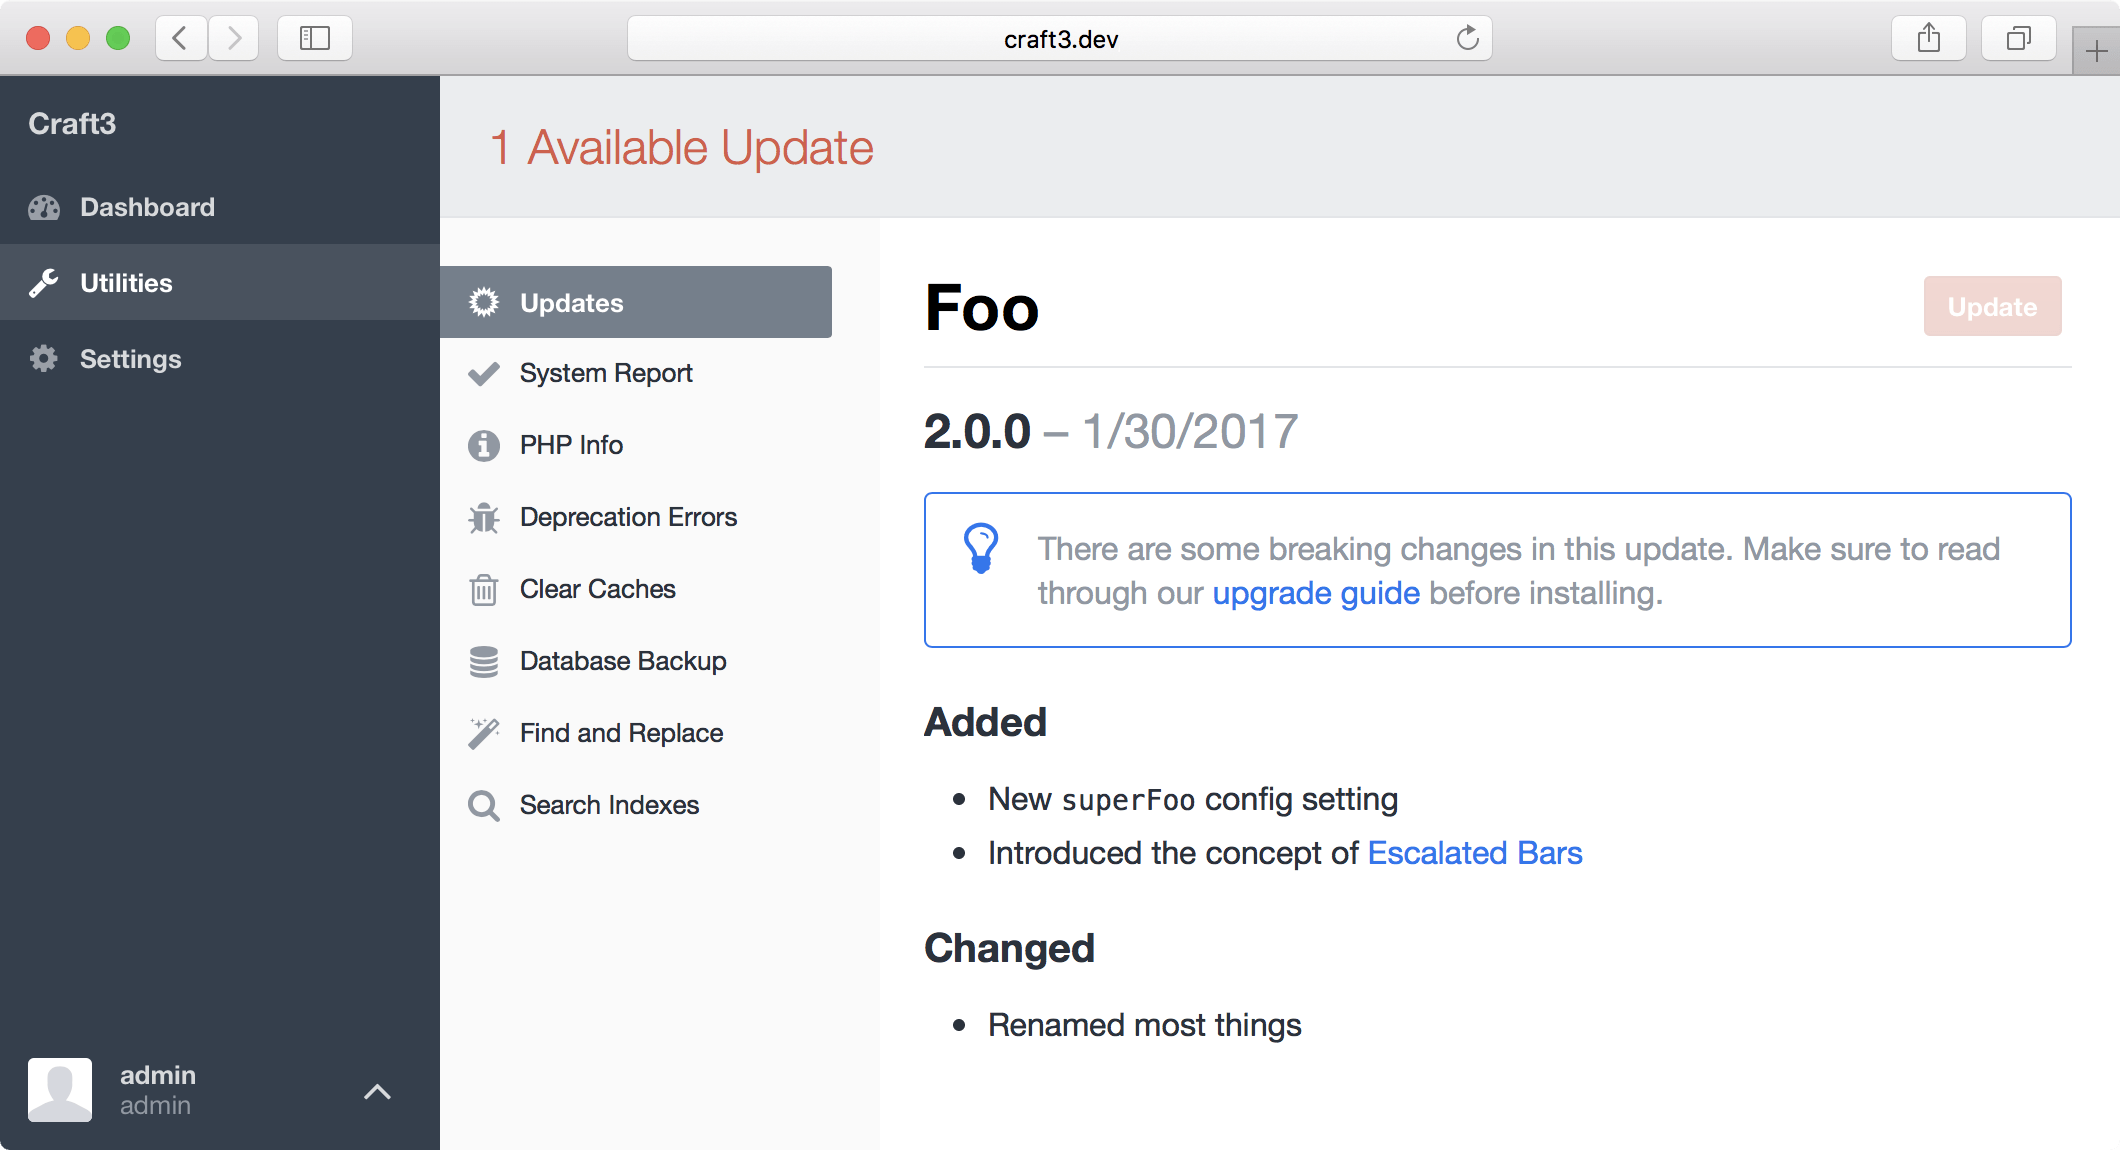 craft3.dev
Craft3
Dashboard
Utilities
Settings
admin
admin
1 Available Update
Updates
System Report
PHP Info
Deprecation Errors
Clear Caches
Database Backup
Find and Replace
Search Indexes
Foo
Update
2.0.0 – 1/30/2017
There are some breaking changes in this update. Make sure to read
through our upgrade guide before installing.
Added
• New superFoo config setting
• Introduced the concept of Escalated Bars
Changed
• Renamed most things